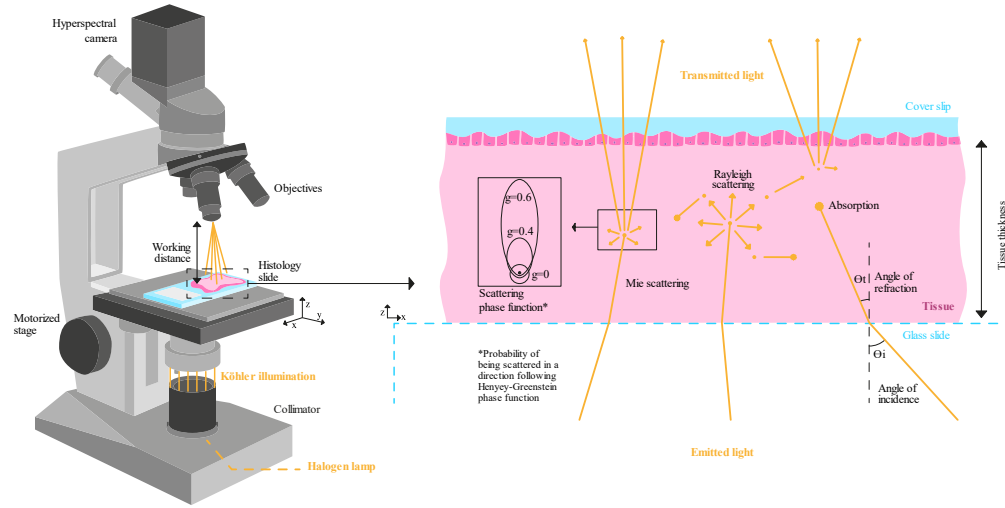 Hyperspectral
camera
Objectives
Working
distance
Histology
slide
Motorized
stage
z
x
y
Köhler illumination
Collimator
Halogen lamp
Transmitted light
Cover slip
Rayleigh
scattering
g=0.6
g=0.4
g=0
Scattering
phase function*
Mie scattering
Absorption
Tissue thickness
Θt
Angle of
refraction
Tissue
z
x
Glass slide
Θi
*Probability of
being scattered in a
direction following
Henyey-Greenstein
phase function
Angle of
incidence
Emitted light